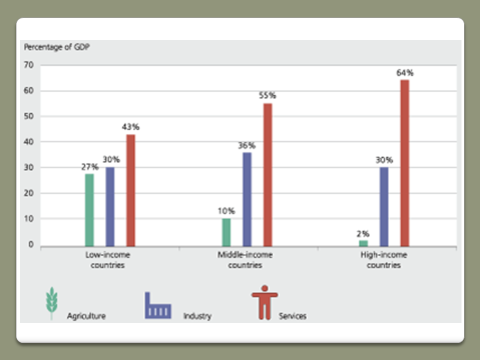 Percentage of GDP
70
60
50
40
30
20
10
0
27% 30% 43%
10% 36% 55%
2% 30% 64%
Low-income
countries
Middle-income
countries
High-income
countries
Agriculture
Industry
Services